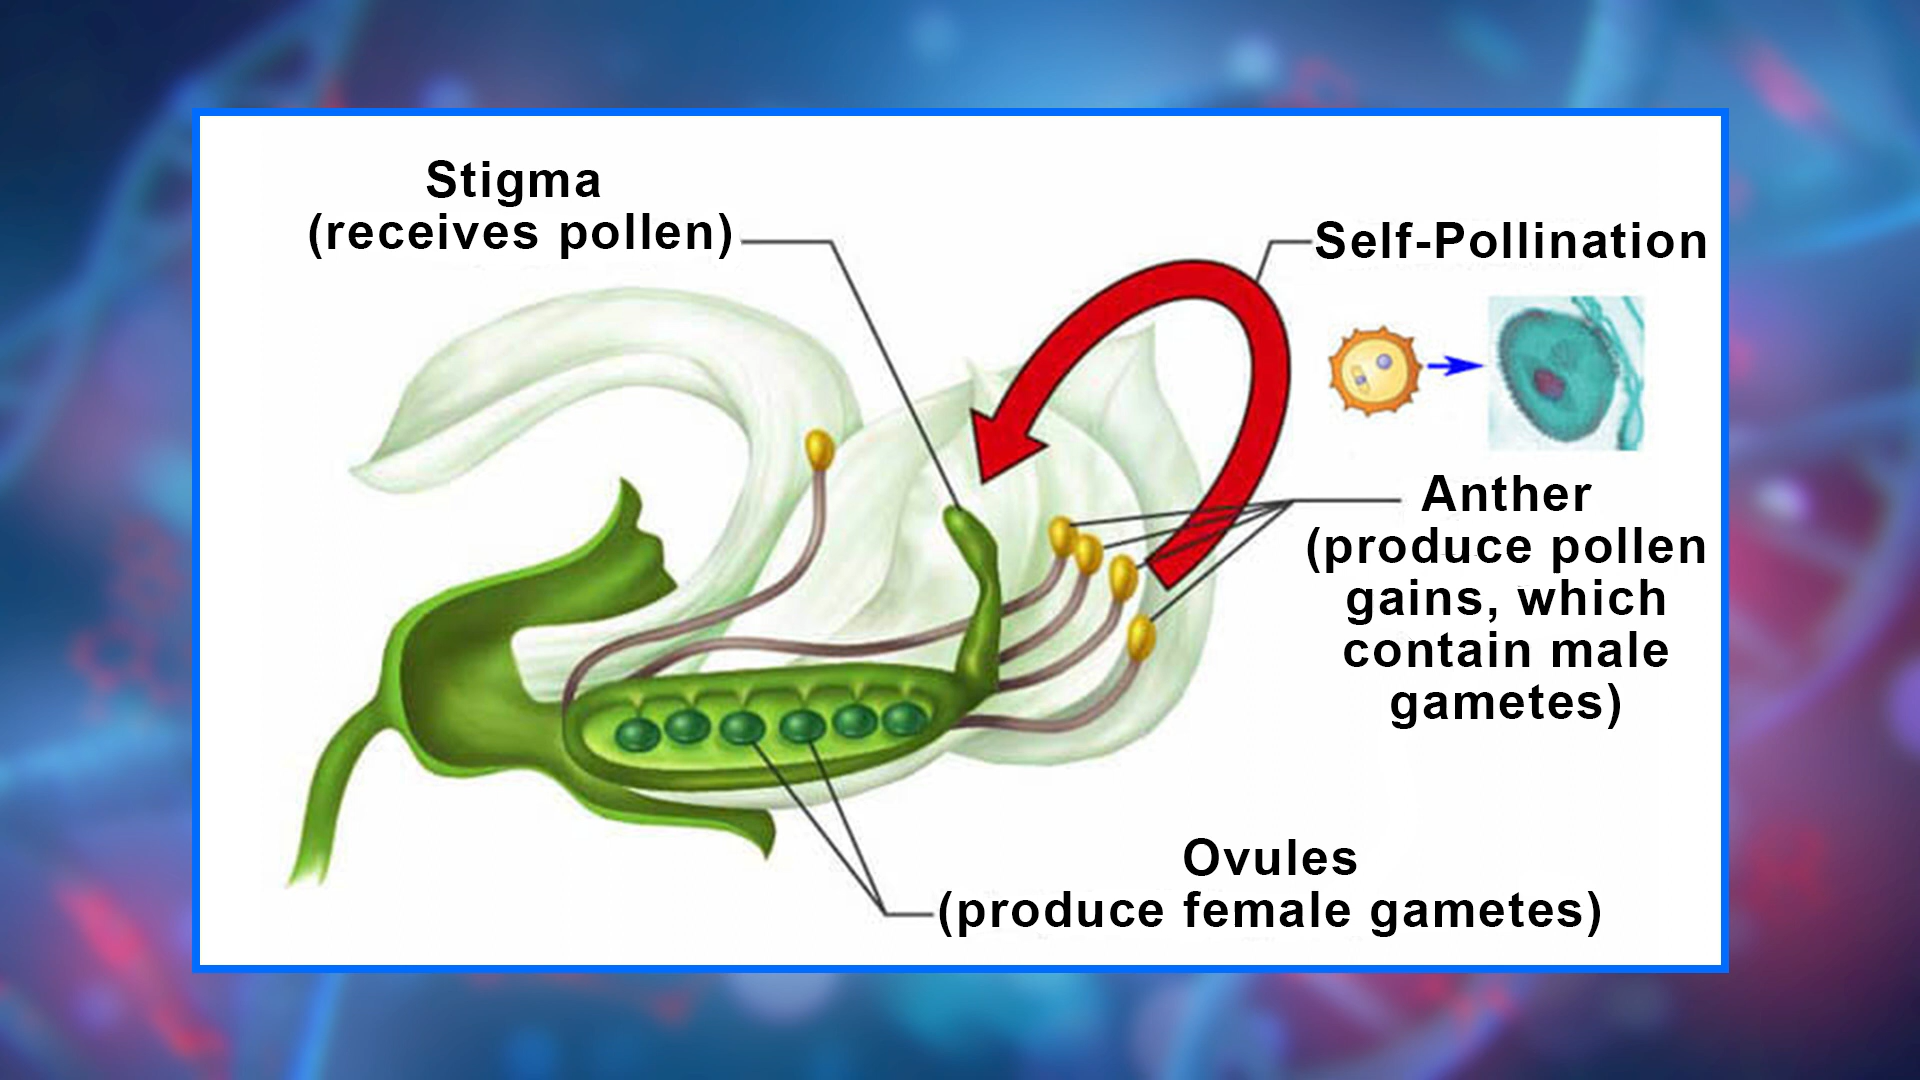 Stigma
(receives pollen)
Self-Pollination
Anther
(produce pollen
gains, which
contain male
gametes)
Ovules
(produce female gametes)